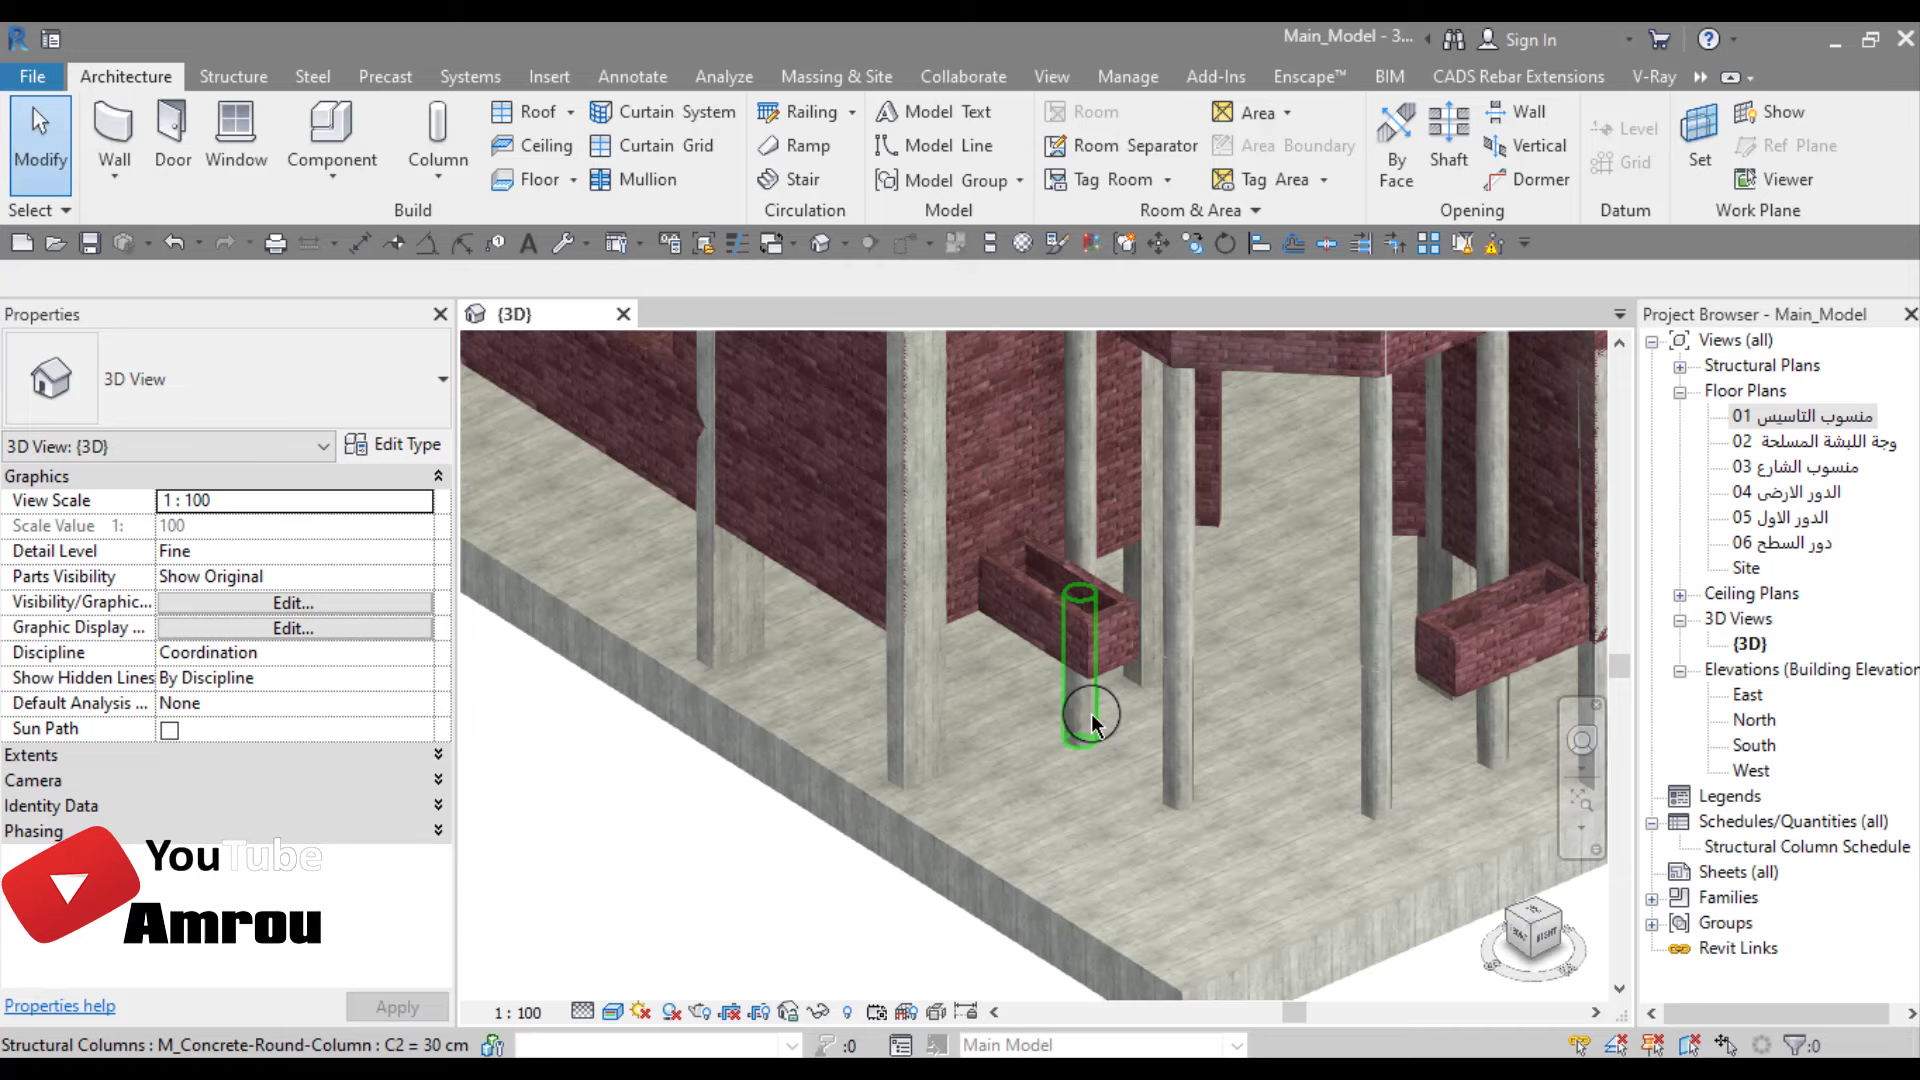 Main_Model - 3...
Sign In
File
Architecture
Structure
Steel
Precast
Systems
Insert
Annotate
Analyze
Massing & Site
Collaborate
View
Manage
Add-Ins
Enscape™
BIM
CADS Rebar Extensions
V-Ray
Modify
Wall
Door
Window
Component
Column
Roof
Ceiling
Floor
Curtain System
Curtain Grid
Mullion
Railing
Ramp
Stair
Model Text
Model Line
Model Group
Room
Room Separator
Tag Room
Area
Area Boundary
Tag Area
By Face
Shaft
Wall
Vertical
Dormer
Level
Grid
Set
Show
Ref Plane
Viewer
Select
Build
Circulation
Model
Room & Area
Opening
Datum
Work Plane
Properties
3D View
3D View: {3D}
Edit Type
Graphics
View Scale 1 : 100
Scale Value 1: 100
Detail Level Fine
Parts Visibility Show Original
Visibility/Graphic... Edit...
Graphic Display ... Edit...
Discipline Coordination
Show Hidden Lines By Discipline
Default Analysis ... None
Sun Path
Extents
Camera
Identity Data
Phasing
YouTube
Amrou
Properties help
Apply
{3D}
RIGHT
1 : 100
Project Browser - Main_Model
Views (all)
Structural Plans
Floor Plans
01 منسوب التاسيس
02 وجة اللبشة المسلحة
03 منسوب الشارع
04 الدور الارضى
05 الدور الاول
06 دور السطح
Site
Ceiling Plans
3D Views
{3D}
Elevations (Building Elevation
East
North
South
West
Legends
Schedules/Quantities (all)
Structural Column Schedule
Sheets (all)
Families
Groups
Revit Links
Structural Columns : M_Concrete-Round-Column : C2 = 30 cm
:0
Main Model
:0